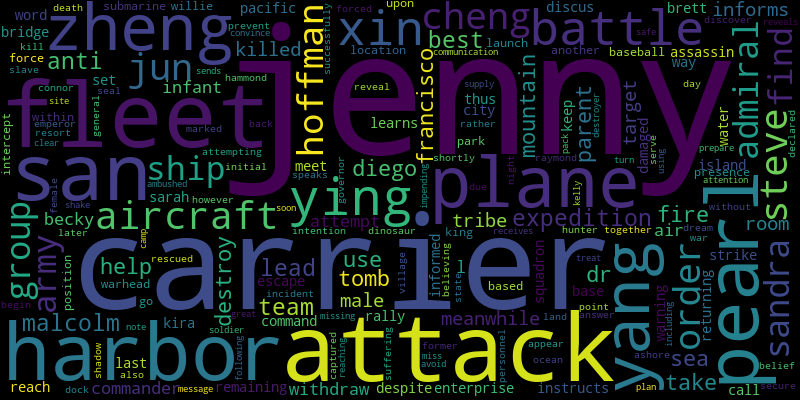 death submarine willie pacific upon discus brett informs
word bridge prevent convince
zheng jun xin cheng battle
anti killed location best launch another baseball assassin
force slave set infant hoffman successfully communication mountain way discover reveals
connor site resort clear emperor within general seal sends hammond
fleet jenny
francisco thus city rather supply pack keep destroyer parent target water admiral find
learns park day safe kill
intercept marked back attempting initial
san ship meet speaks diego shortly raymond turn damaged serve using prepare attention presence island declared steve
group army female becky sarah however soon governor plane due night kelly
later shake ambushed aircraft ying tribe expedition fire air without dream war room
attempt intention dinosaur impending king receives hunter together
carrier pearl
position help camp rescued lead tomb use village informed believing l state squadron dr base order warning strike sandra
warhead go destroy escape male based treat yang returning including
begin incident team command missing rally suffering meanwhile land point answer sea
malcolm note kira soldier great reaching captured former appear ocean ashore belief
harbor attack
shadow last also following miss avoid personnel take
reach dock commander message remaining withdraw despite enterprise instructs plan call secure